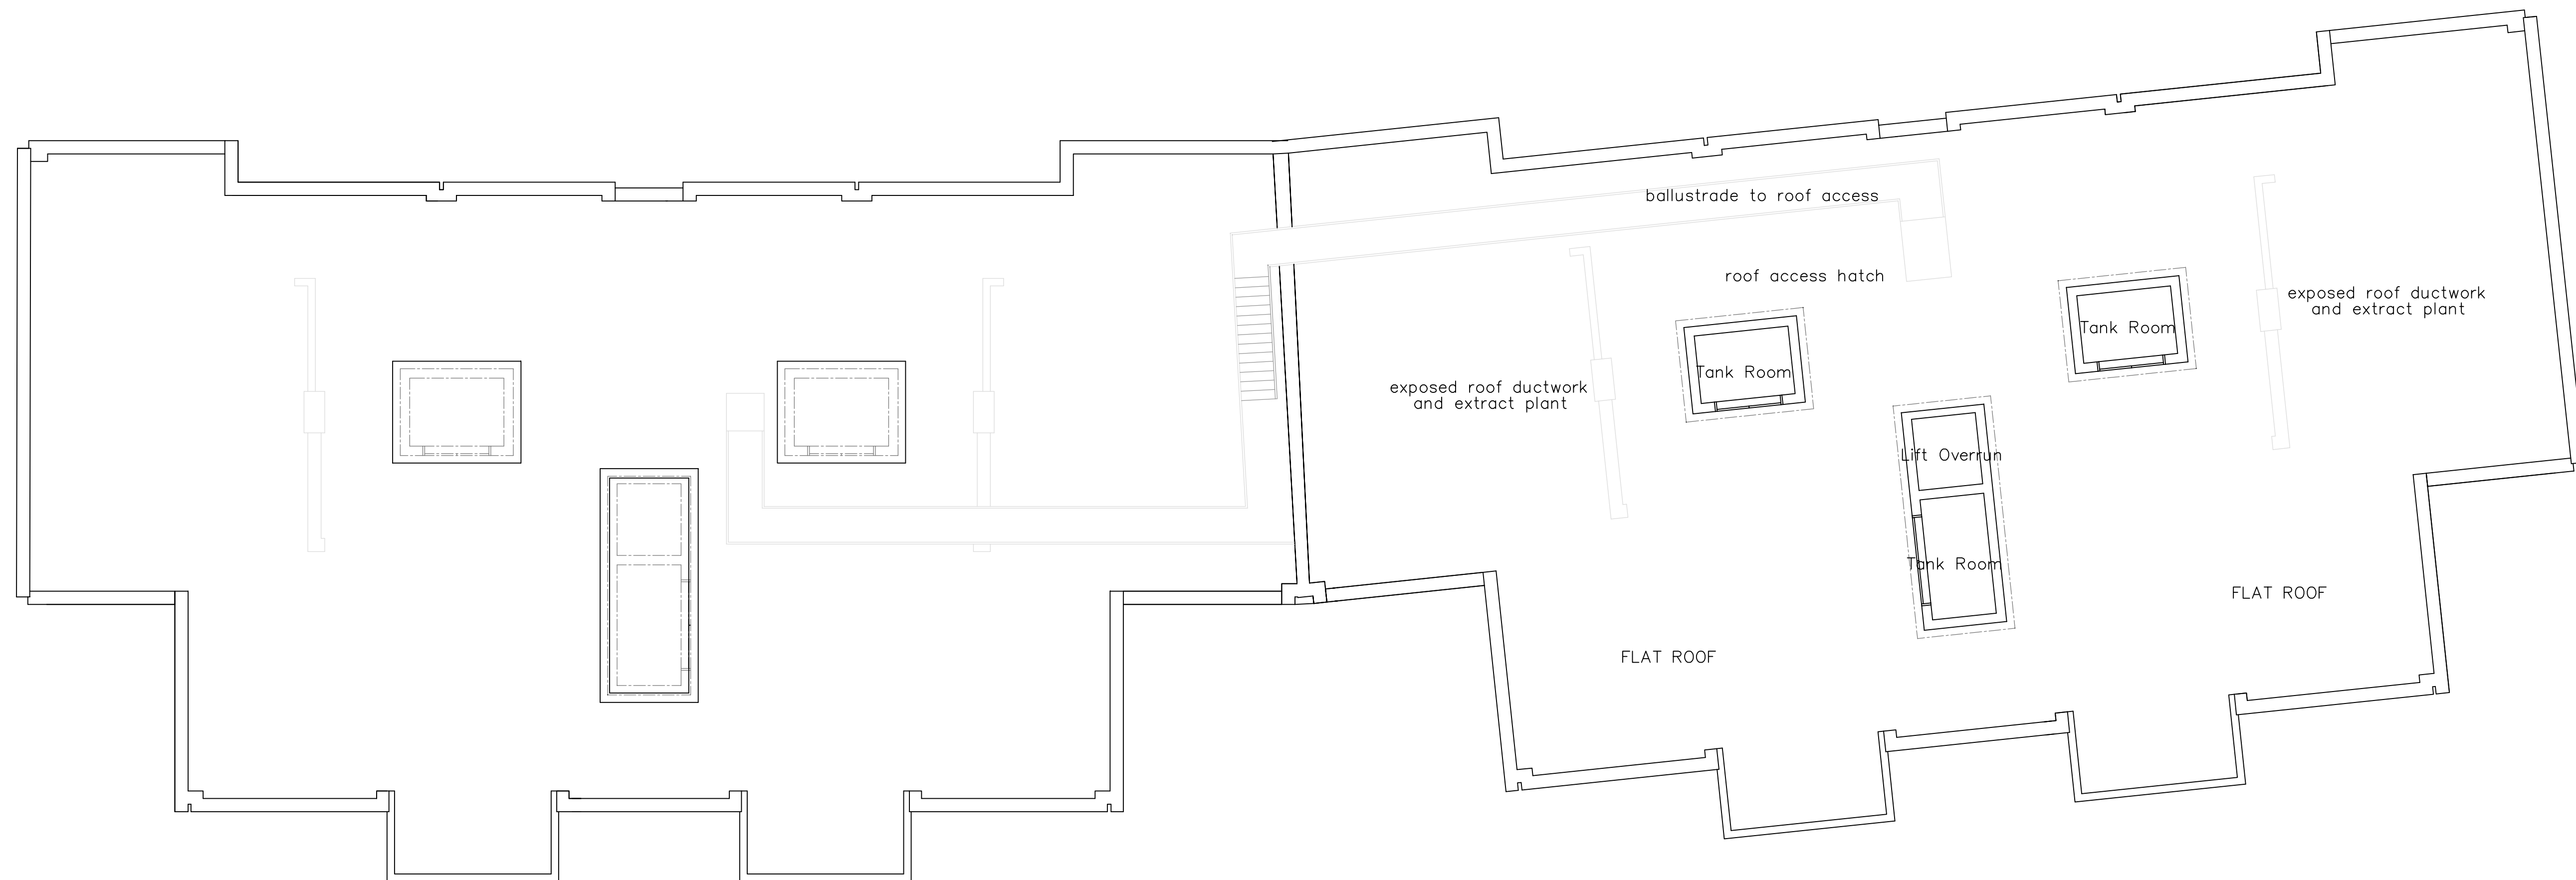 ballustrade to roof access
roof access hatch
exposed roof ductwork
and extract plant
Tank Room
Tank Room
exposed roof ductwork
and extract plant
Lift Overrun
Tank Room
FLAT ROOF
FLAT ROOF